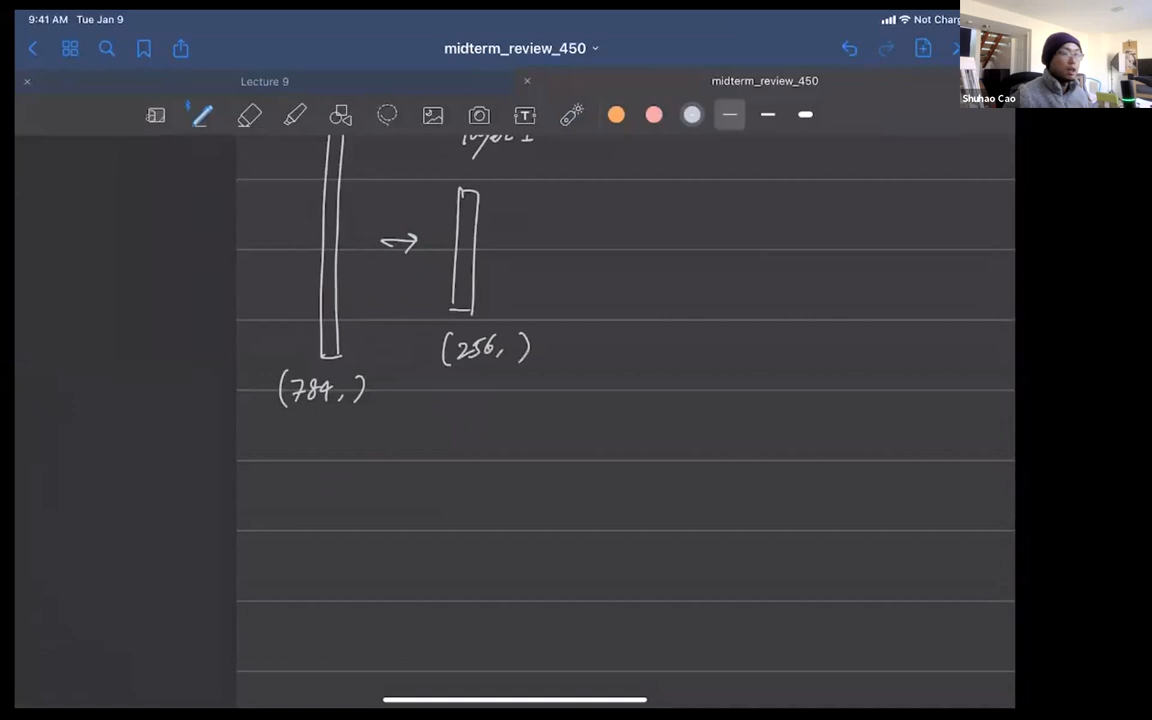 9:41 AM Tue Jan 9
Not Charg
midterm_review_450
Lecture 9
midterm_review_450
Shuhao Cao
T
(256, )
(784, )